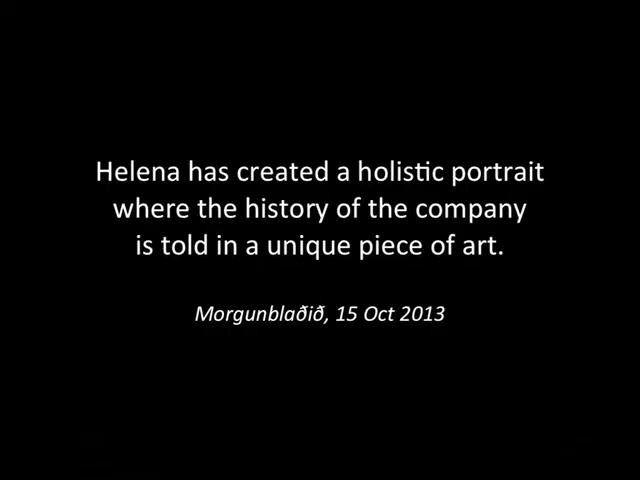 Helena has created a holistic portrait
where the history of the company
is told in a unique piece of art.
Morgunblaðið, 15 Oct 2013